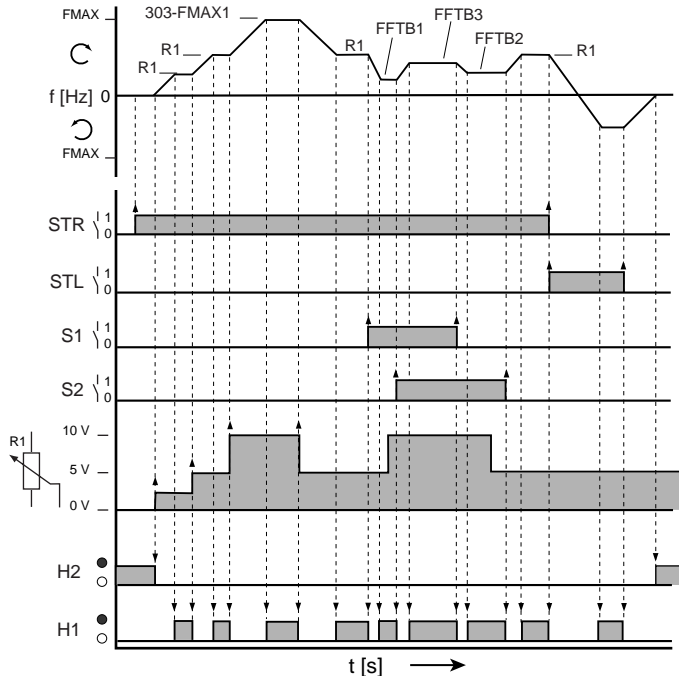 FMAX
303-FMAX1
R1
R1
R1
FFTB1
FFTB3
FFTB2
R1
f [Hz] 0
FMAX
STR 1
0
STL 1
0
S1 1
0
S2 1
0
R1
10 V
5 V
0 V
H2
H1
t [s]